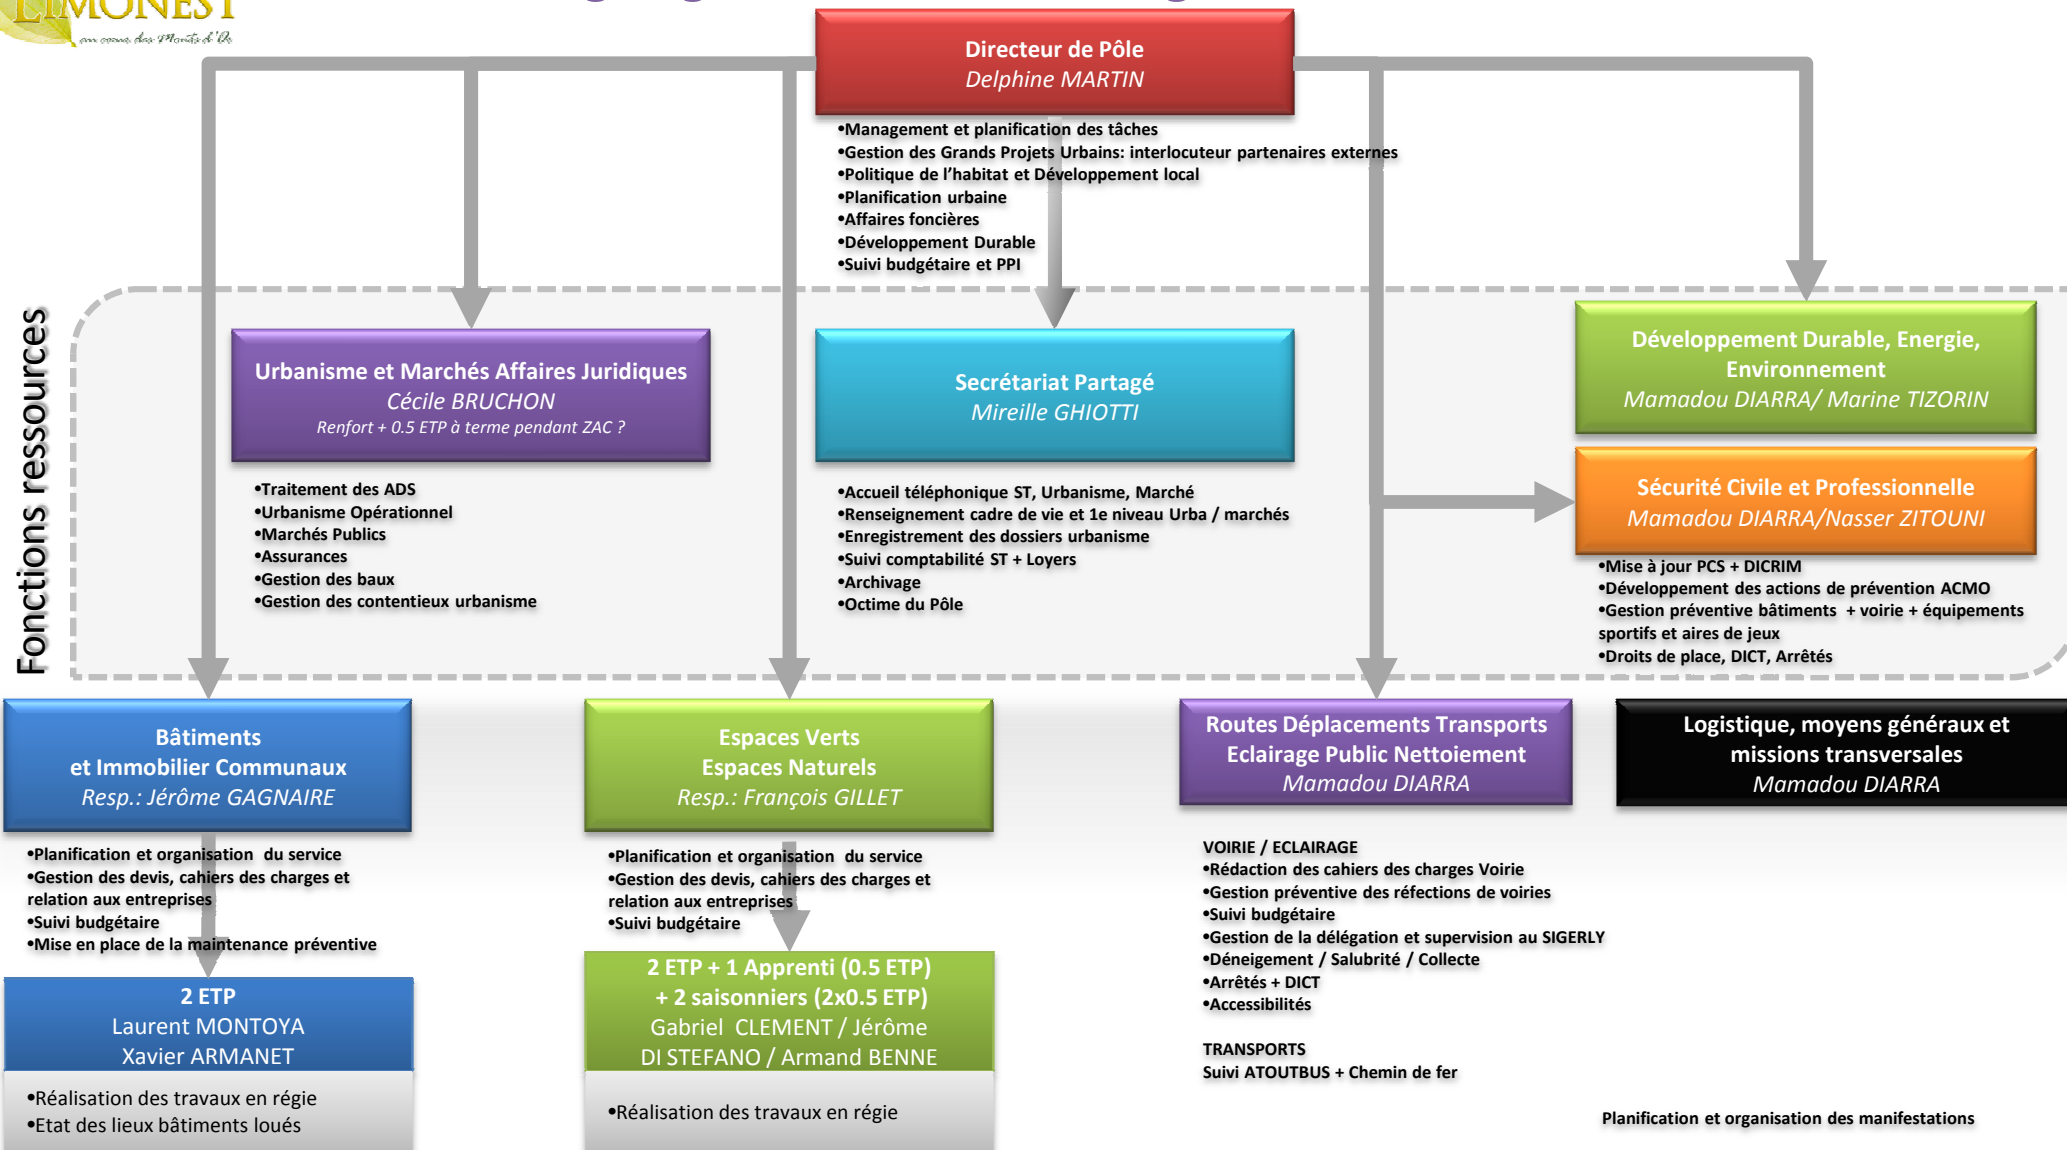 LIMONEST
au coeur des Monts d'Or
Directeur de Pôle
Delphine MARTIN
•Management et planification des tâches
•Gestion des Grands Projets Urbains: interlocuteur partenaires externes
•Politique de l'habitat et Développement local
•Planification urbaine
•Affaires foncières
•Développement Durable
•Suivi budgétaire et PPI
Fonctions ressources
Urbanisme et Marchés Affaires Juridiques
Cécile BRUCHON
Renfort + 0.5 ETP à terme pendant ZAC ?
•Traitement des ADS
•Urbanisme Opérationnel
•Marchés Publics
•Assurances
•Gestion des baux
•Gestion des contentieux urbanisme
Secrétariat Partagé
Mireille GHIOTTI
•Accueil téléphonique ST, Urbanisme, Marché
•Renseignement cadre de vie et 1e niveau Urba / marchés
•Enregistrement des dossiers urbanisme
•Suivi comptabilité ST + Loyers
•Archivage
•Octime du Pôle
Développement Durable, Energie,
Environnement
Mamadou DIARRA/ Marine TIZORIN
Sécurité Civile et Professionnelle
Mamadou DIARRA/Nasser ZITOUNI
•Mise à jour PCS + DICRIM
•Développement des actions de prévention ACMO
•Gestion préventive bâtiments + voirie + équipements
sportifs et aires de jeux
•Droits de place, DICT, Arrêtés
Bâtiments
et Immobilier Communaux
Resp.: Jérôme GAGNAIRE
•Planification et organisation du service
•Gestion des devis, cahiers des charges et
relation aux entreprises
•Suivi budgétaire
•Mise en place de la maintenance préventive
2 ETP
Laurent MONTOYA
Xavier ARMANET
•Réalisation des travaux en régie
•Etat des lieux bâtiments loués
Espaces Verts
Espaces Naturels
Resp.: François GILLET
•Planification et organisation du service
•Gestion des devis, cahiers des charges et
relation aux entreprises
•Suivi budgétaire
2 ETP + 1 Apprenti (0.5 ETP)
+ 2 saisonniers (2x0.5 ETP)
Gabriel CLEMENT / Jérôme
DI STEFANO / Armand BENNE
•Réalisation des travaux en régie
Routes Déplacements Transports
Eclairage Public Nettoiement
Mamadou DIARRA
VOIRIE / ECLAIRAGE
•Rédaction des cahiers des charges Voirie
•Gestion préventive des réfections de voiries
•Suivi budgétaire
•Gestion de la délégation et supervision au SIGERLY
•Déneigement / Salubrité / Collecte
•Arrêtés + DICT
•Accessibilités
TRANSPORTS
Suivi ATOUTBUS + Chemin de fer
Logistique, moyens généraux et
missions transversales
Mamadou DIARRA
Planification et organisation des manifestations